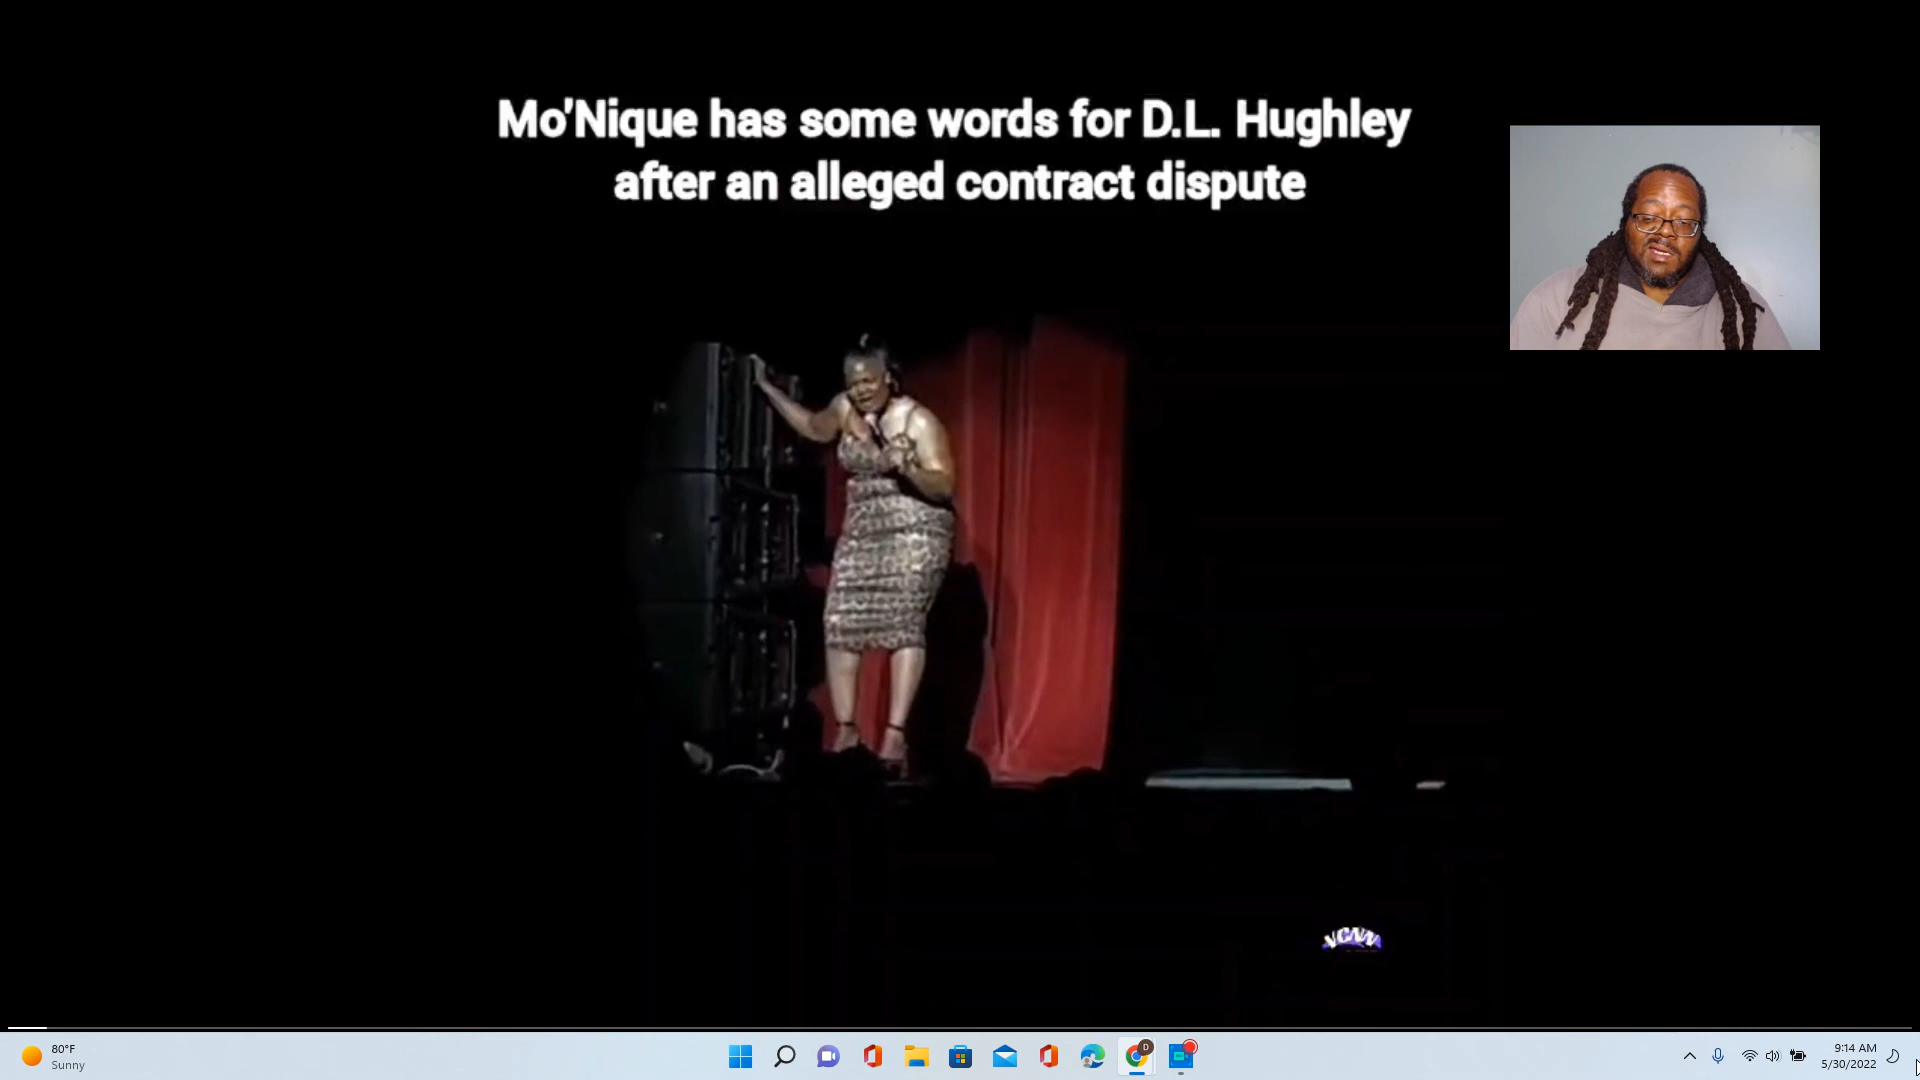 Mo'Nique has some words for D.L. Hughley
after an alleged contract dispute
VGNN
80°F
Sunny
D
9:14 AM
5/30/2022